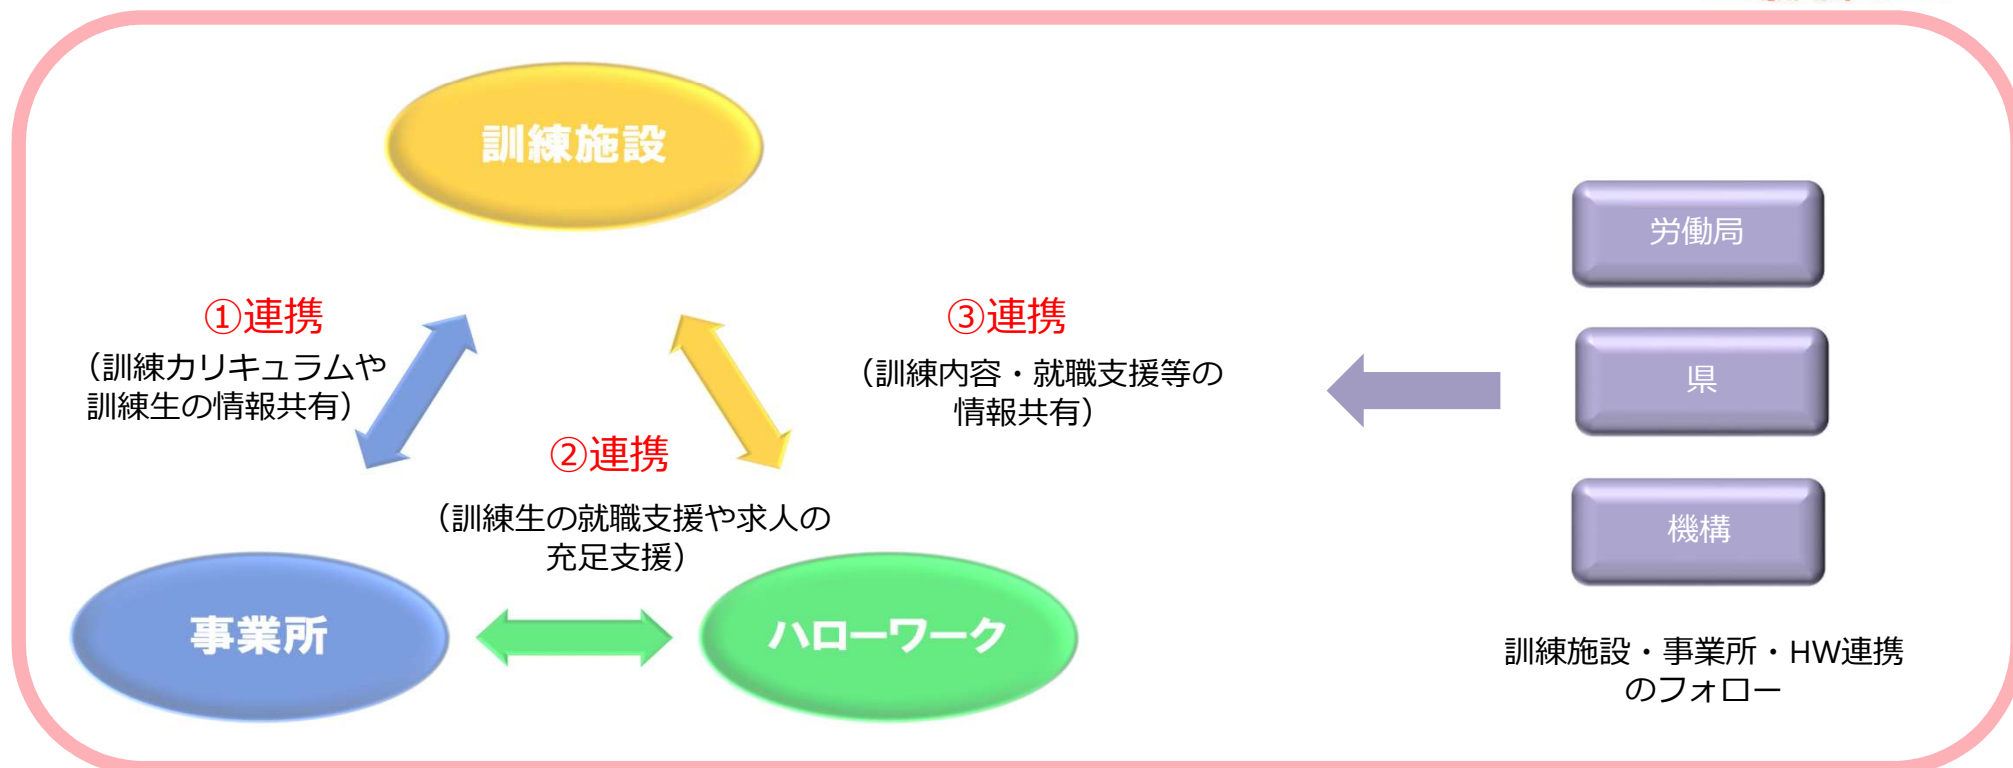 訓練施設
労働局
①連携
（訓練カリキュラムや
訓練生の情報共有）
③連携
（訓練内容・就職支援等の
情報共有）
県
②連携
（訓練生の就職支援や求人の
充足支援）
機構
事業所
ハローワーク
訓練施設・事業所・HW連携
のフォロー